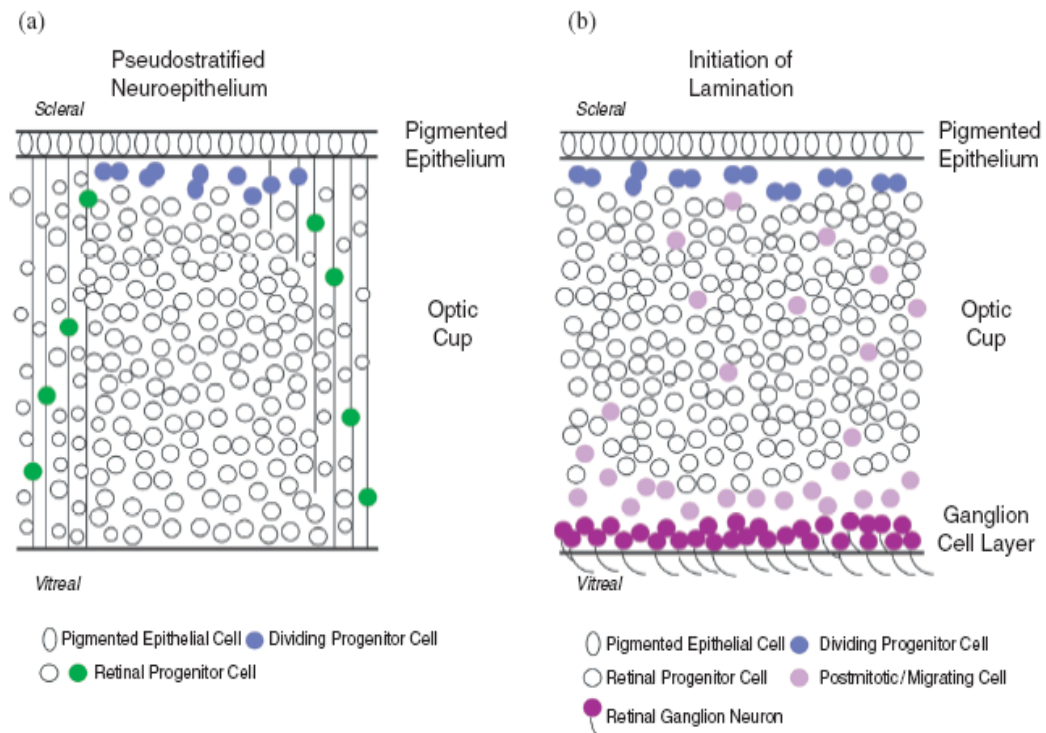 (a)
Pseudostratified
Neuroepithelium
Scleral
Pigmented
Epithelium
Optic
Cup
Vitreal
Pigmented Epithelial Cell Dividing Progenitor Cell
Retinal Progenitor Cell
(b)
Initiation of
Lamination
Scleral
Pigmented
Epithelium
Optic
Cup
Ganglion
Cell Layer
Vitreal
Pigmented Epithelial Cell Dividing Progenitor Cell
Retinal Progenitor Cell Postmitotic/Migrating Cell
Retinal Ganglion Neuron